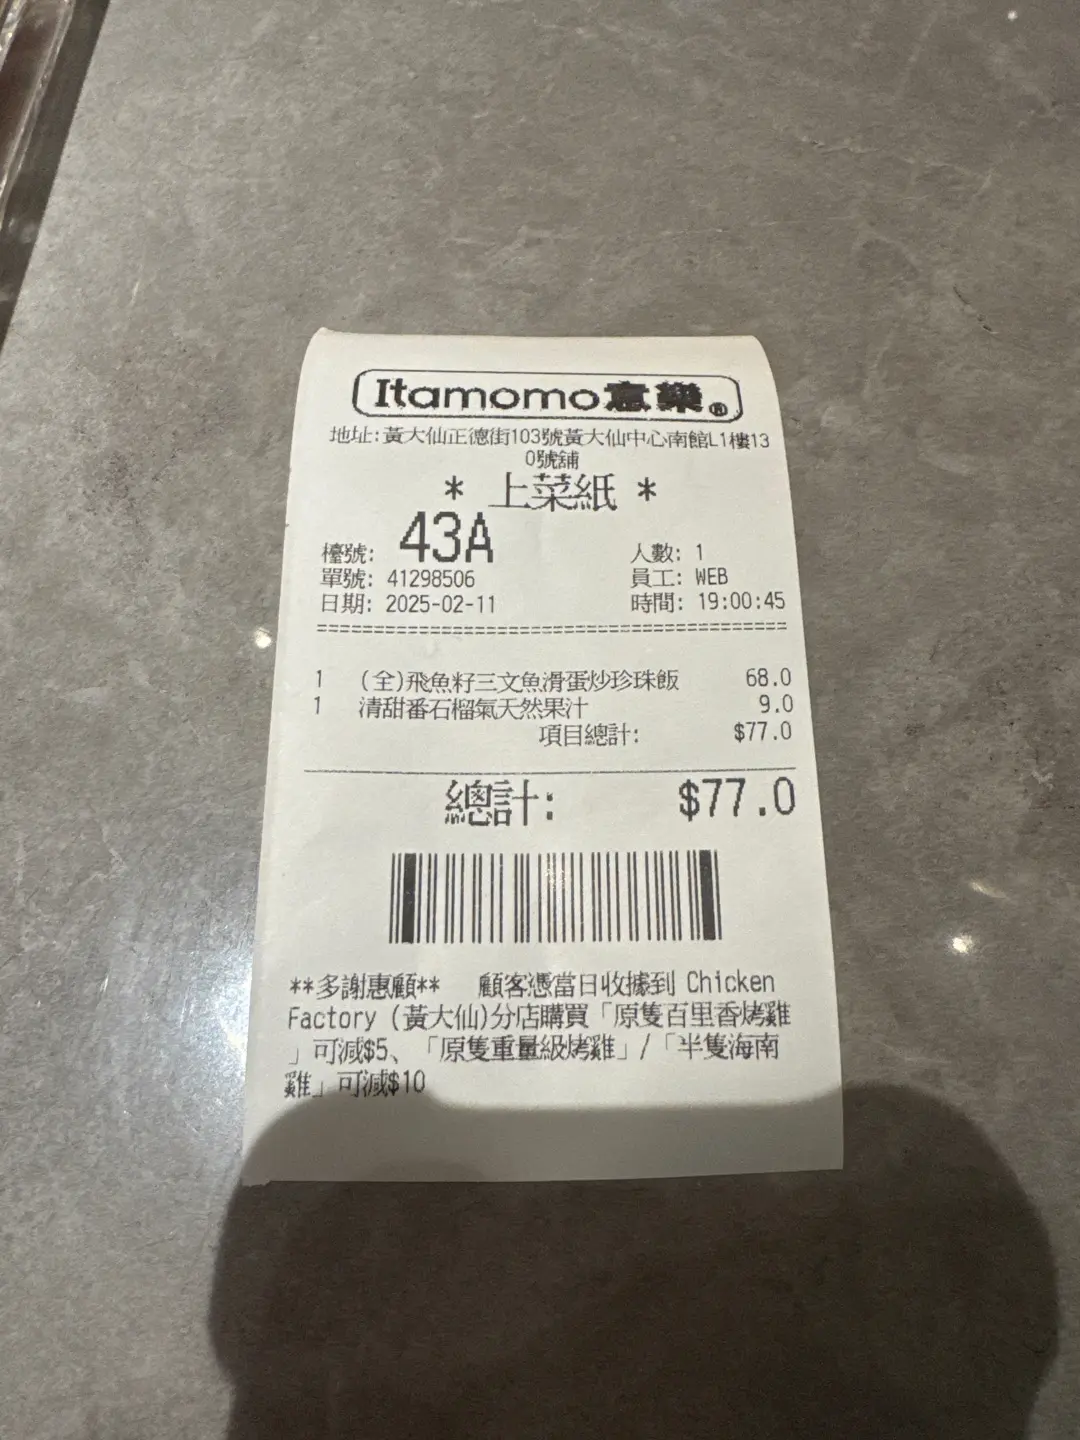 Itamomo意樂®
地址:黃大仙正德街103號黃大仙中心南館L1樓13
0號舖
* 上菜紙 *
檯號: 43A 人數: 1
單號: 41298506 員工: WEB
日期: 2025-02-11 時間: 19:00:45
===============================================
1 (全)飛魚籽三文魚滑蛋炒珍珠飯 68.0
1 清甜番石榴氣天然果汁 9.0
項目總計: $77.0
總計: $77.0
**多謝惠顧** 顧客憑當日收據到 Chicken
Factory (黃大仙)分店購買「原隻百里香烤雞
」可減$5、「原隻重量級烤雞」/「半隻海南
雞」可減$10